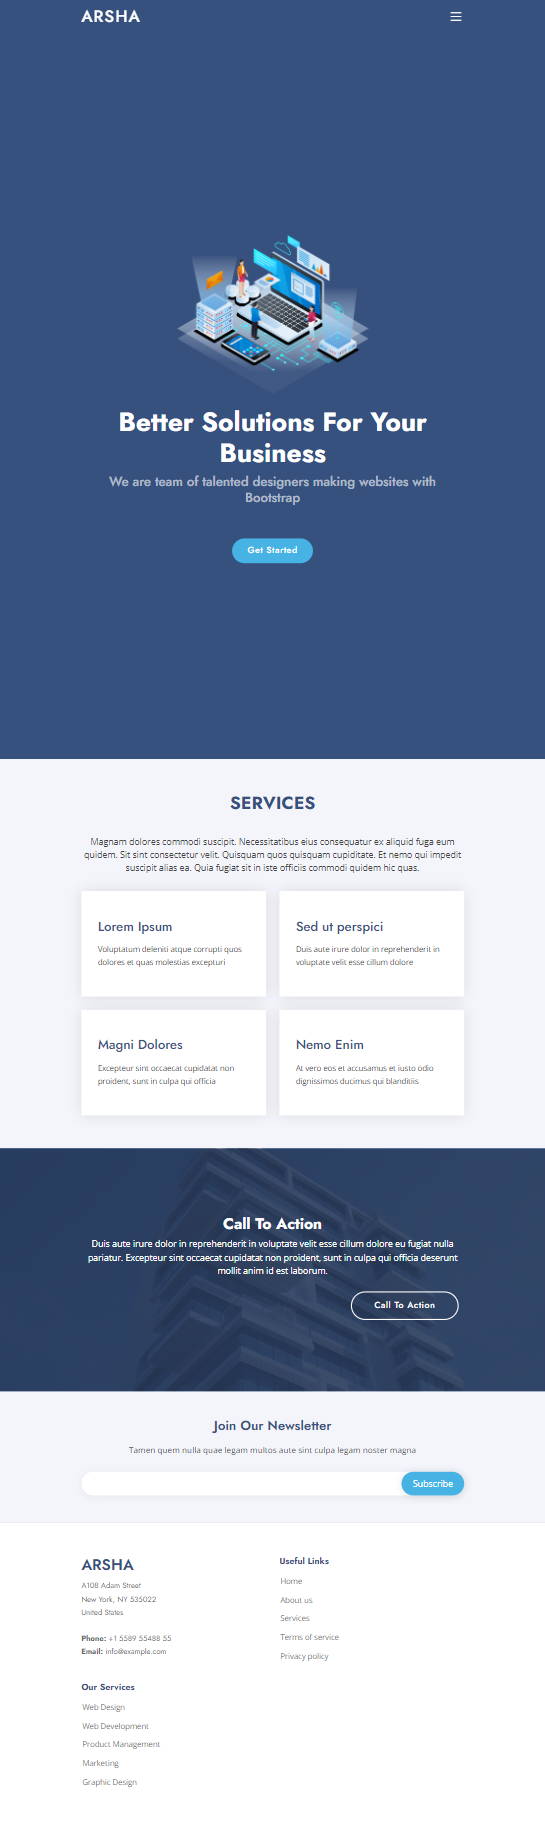 ARSHA
Better Solutions For Your
Business
We are team of talented designers making websites with
Bootstrap
Get Started
SERVICES
Magnam dolores commodi suscipit. Necessitatibus eius consequatur ex aliquid fuga eum
quidem. Sit sint consectetur velit. Quisquam quos quisquam cupiditate. Et nemo qui impedit
suscipit alias ea. Quia fugiat sit in iste officiis commodi quidem hic quas.
Lorem Ipsum
Voluptatum deleniti atque corrupti quos
dolores et quas molestias excepturi
Sed ut perspici
Duis aute irure dolor in reprehenderit in
voluptate velit esse cillum dolore
Magni Dolores
Excepteur sint occaecat cupidatat non
proident, sunt in culpa qui officia
Nemo Enim
At vero eos et accusamus et iusto odio
dignissimos ducimus qui blanditiis
Call To Action
Duis aute irure dolor in reprehenderit in voluptate velit esse cillum dolore eu fugiat nulla
pariatur. Excepteur sint occaecat cupidatat non proident, sunt in culpa qui officia deserunt
mollit anim id est laborum.
Call To Action
Join Our Newsletter
Tamen quem nulla quae legam multos aute sint culpa legam noster magna
Subscribe
ARSHA
A108 Adam Street
New York, NY 535022
United States
Phone: +1 5589 55488 55
Email: info@example.com
Useful Links
Home
About us
Services
Terms of service
Privacy policy
Our Services
Web Design
Web Development
Product Management
Marketing
Graphic Design